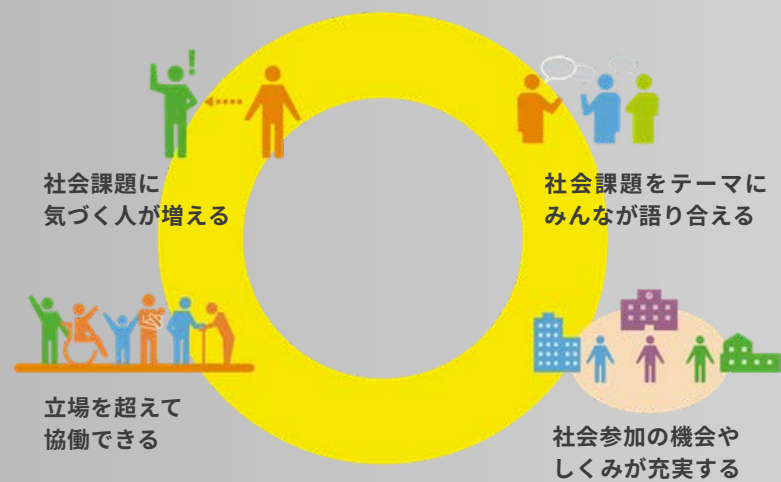 社会課題に
気づく人が増える
社会課題をテーマに
みんなが語り合える
立場を超えて
協働できる
社会参加の機会や
しくみが充実する